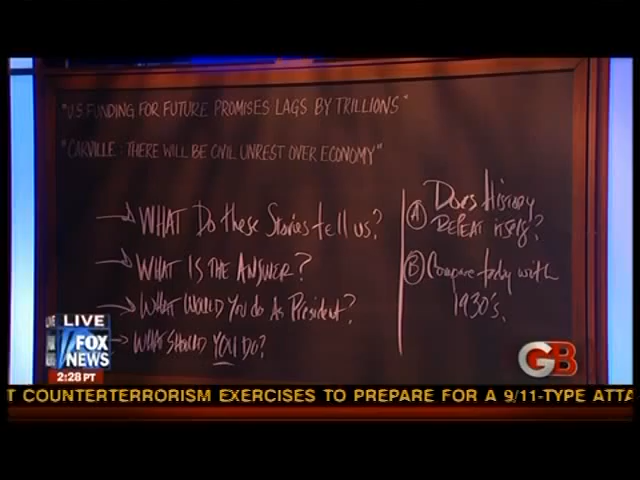 "U.S FUNDING FOR FUTURE PROMISES LAGS BY TRILLIONS"
"CARVILLE: THERE WILL BE CIVIL UNREST OVER ECONOMY"
→ WHAT Do these Stories tell us?
→ WHAT IS THE ANSWER?
→ WHAT WOULD YOU do AS President?
→ WHAT SHOULD YOU DO?
A Does History
REPEAT itself?
B Compare today with
1930's.
LIVE
FOX
NEWS
2:28 PT
GB
T COUNTERTERRORISM EXERCISES TO PREPARE FOR A 9/11-TYPE ATTA